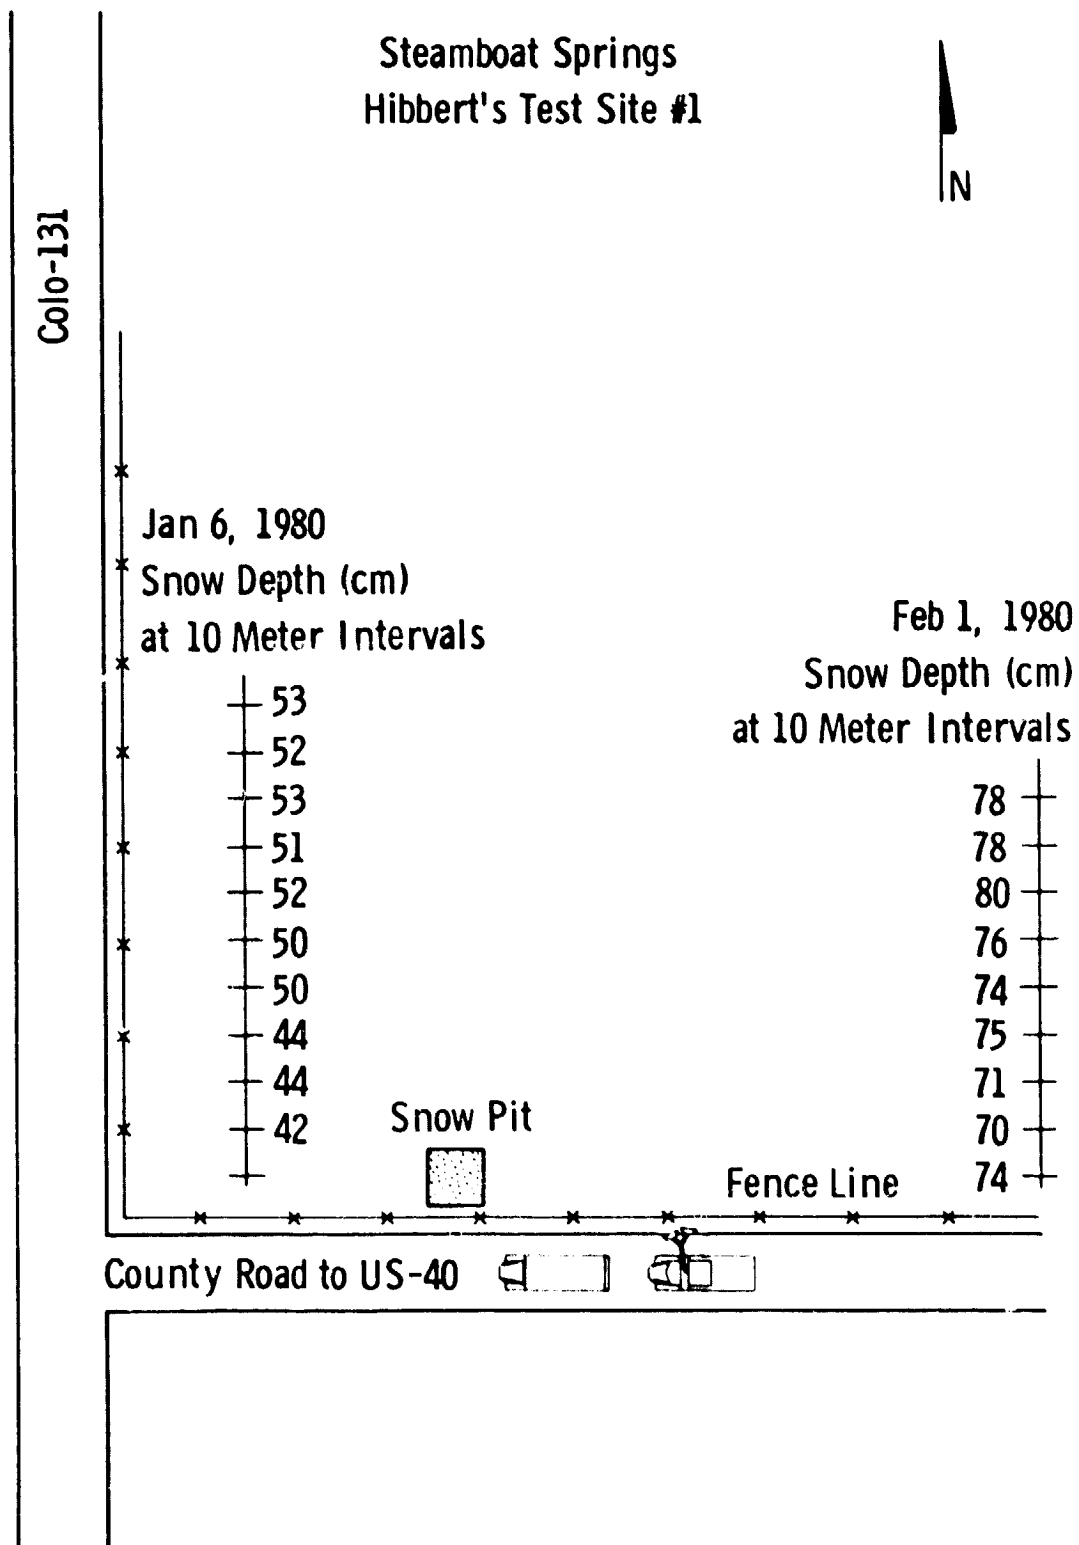 Steamboat Springs
Hibbert's Test Site #1
N
Colo-131
Jan 6, 1980
Snow Depth (cm)
at 10 Meter Intervals
53
52
53
51
52
50
50
44
44
42
Feb 1, 1980
Snow Depth (cm)
at 10 Meter Intervals
78
78
80
76
74
75
71
70
74
Snow Pit
Fence Line
County Road to US-40